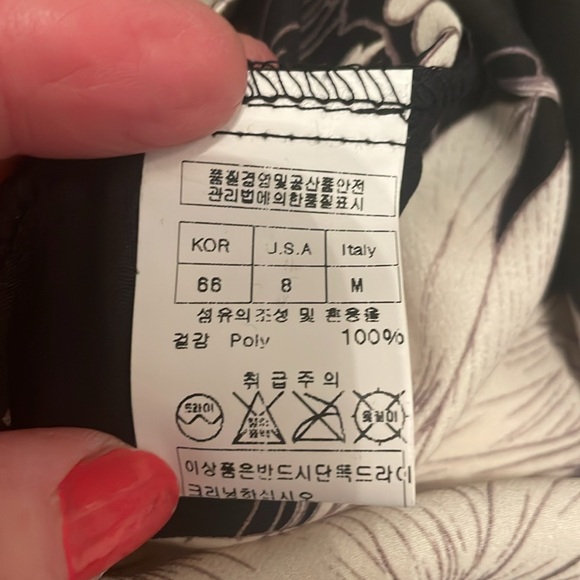 품질경영및공산품안전
관리법에의한품질표시
KOR U.S.A Italy
66 8 M
섬유의조성 및 혼용율
겉감 Poly 100%
취급주의
드라이 옷걸이
이상품은반드시단독드라이
크리닝하십시오